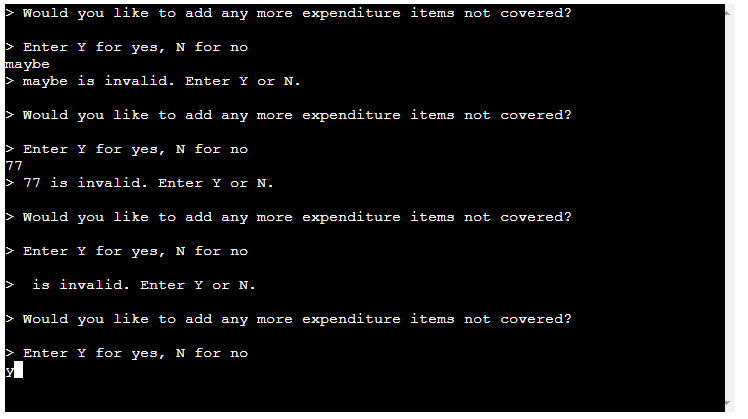 > Would you like to add any more expenditure items not covered?
> Enter Y for yes, N for no
maybe
> maybe is invalid. Enter Y or N.
> Would you like to add any more expenditure items not covered?
> Enter Y for yes, N for no
77
> 77 is invalid. Enter Y or N.
> Would you like to add any more expenditure items not covered?
> Enter Y for yes, N for no
>  is invalid. Enter Y or N.
> Would you like to add any more expenditure items not covered?
> Enter Y for yes, N for no
y